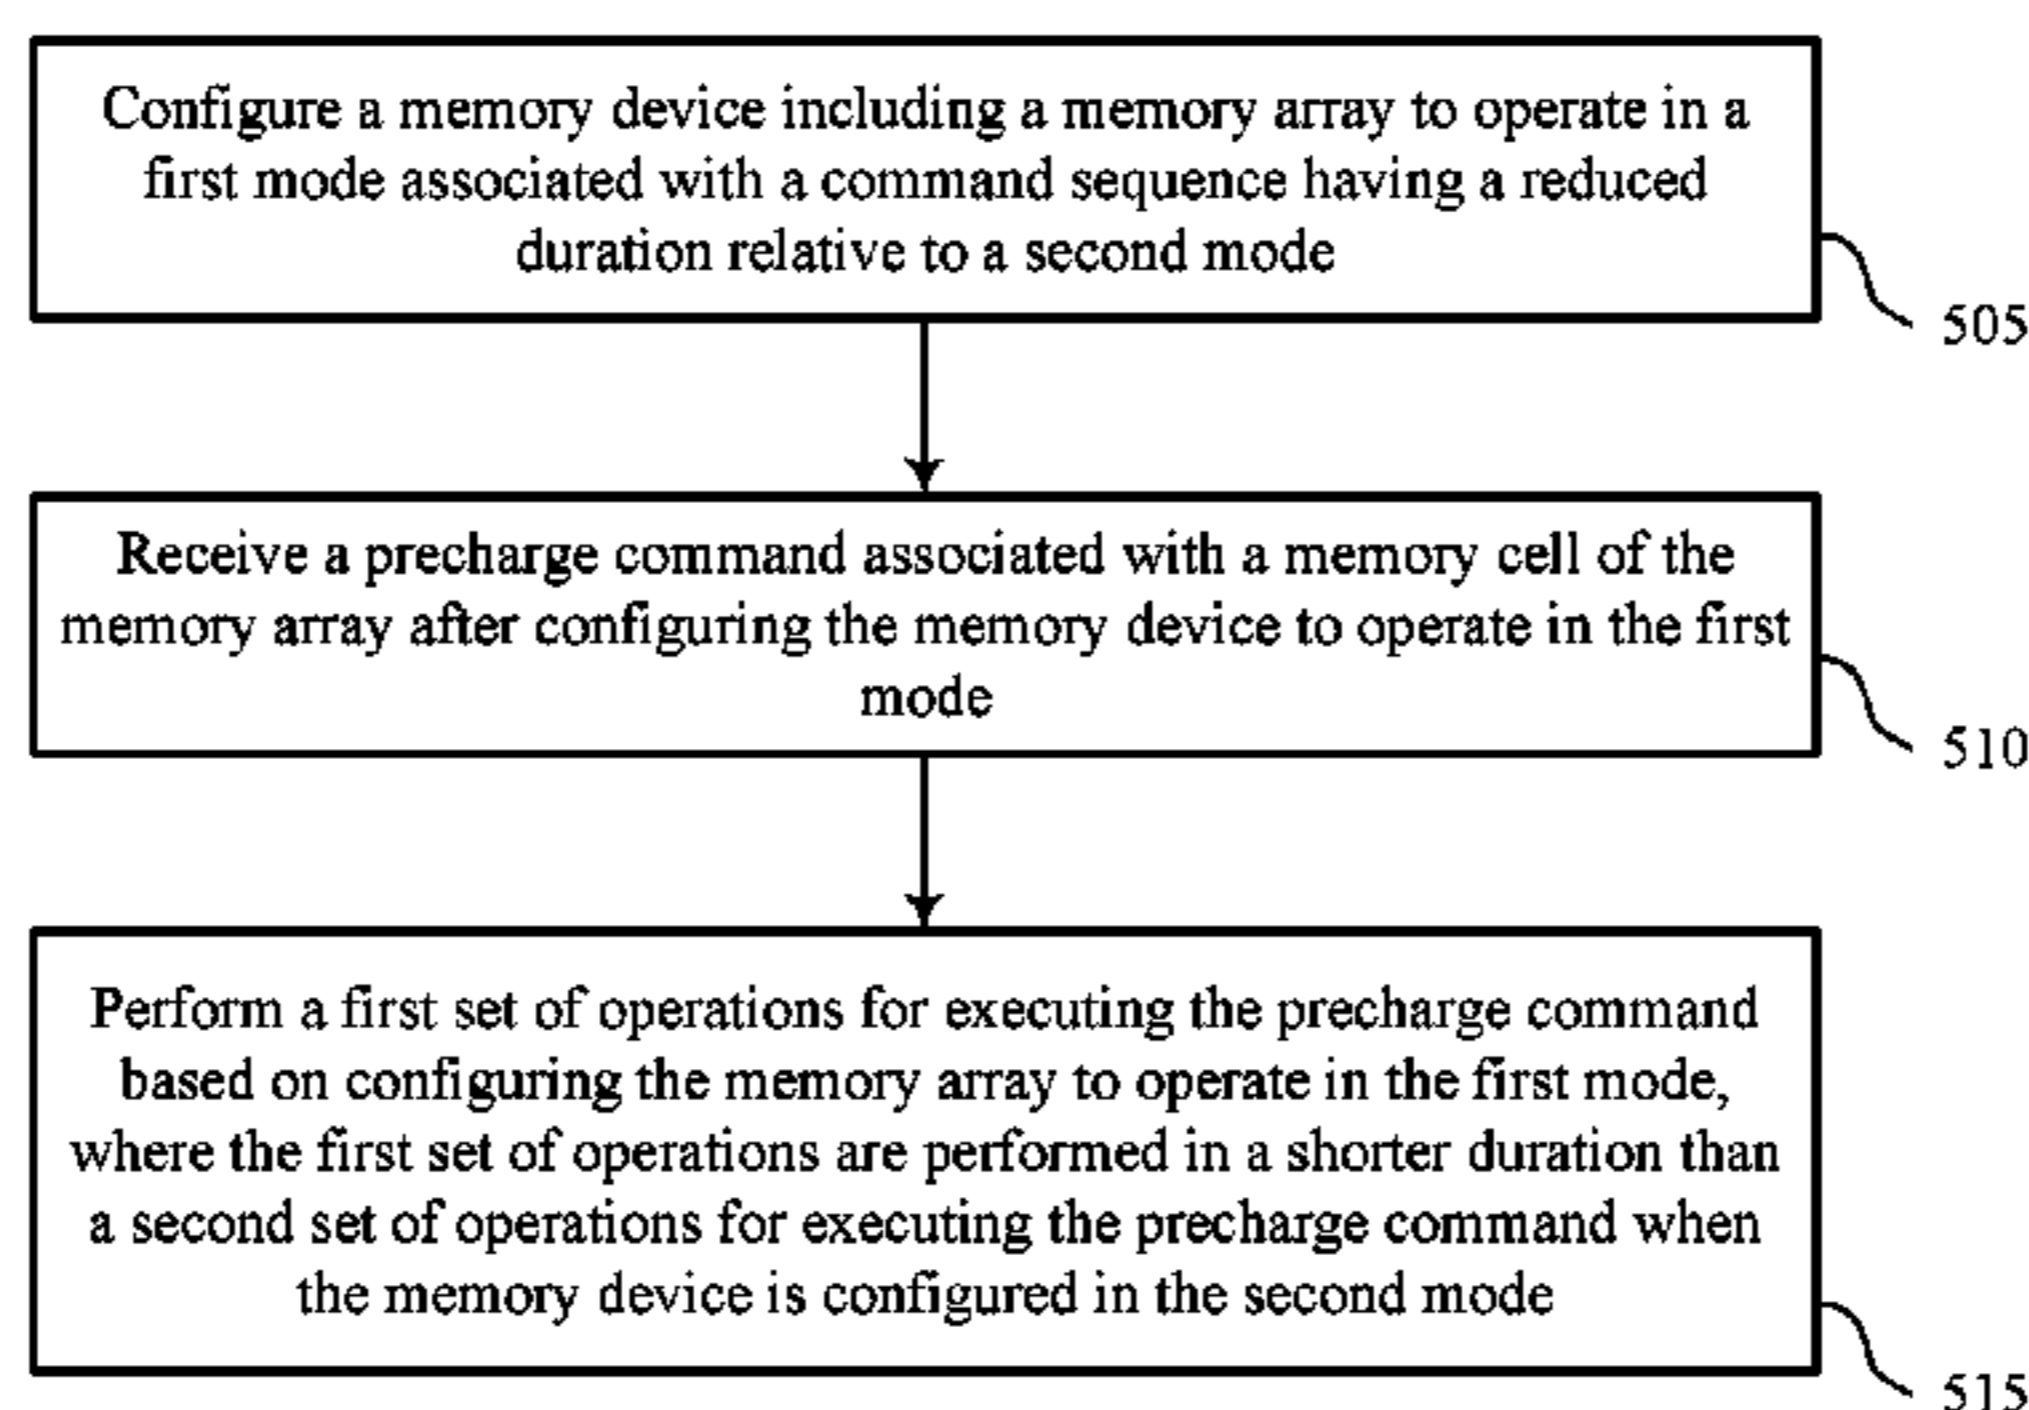 Configure a memory device including a memory array to operate in a
first mode associated with a command sequence having a reduced
duration relative to a second mode
505
Receive a precharge command associated with a memory cell of the
memory array after configuring the memory device to operate in the first
mode
510
Perform a first set of operations for executing the precharge command
based on configuring the memory array to operate in the first mode,
where the first set of operations are performed in a shorter duration than
a second set of operations for executing the precharge command when
the memory device is configured in the second mode
515